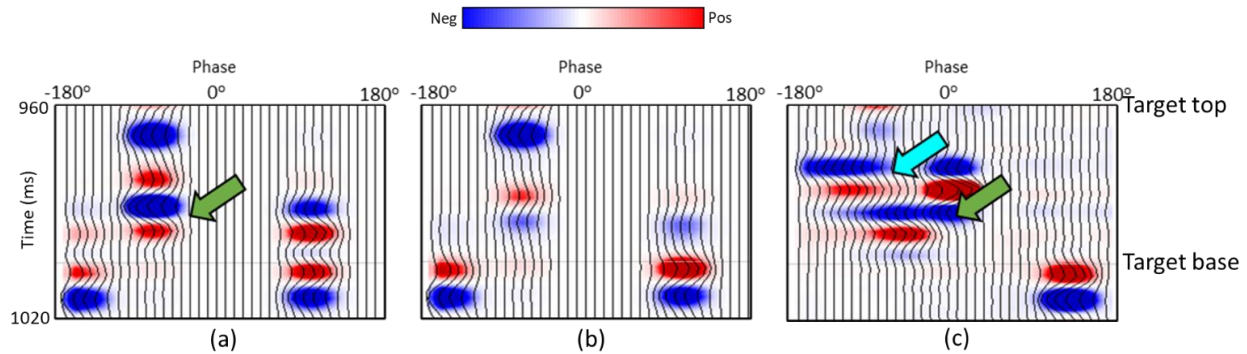 Neg Pos
Phase Phase Phase
-180° 0° 180° -180° 0° 180° -180° 0° 180°
960 Target top
Time (ms)
Target base
1020
(a) (b) (c)